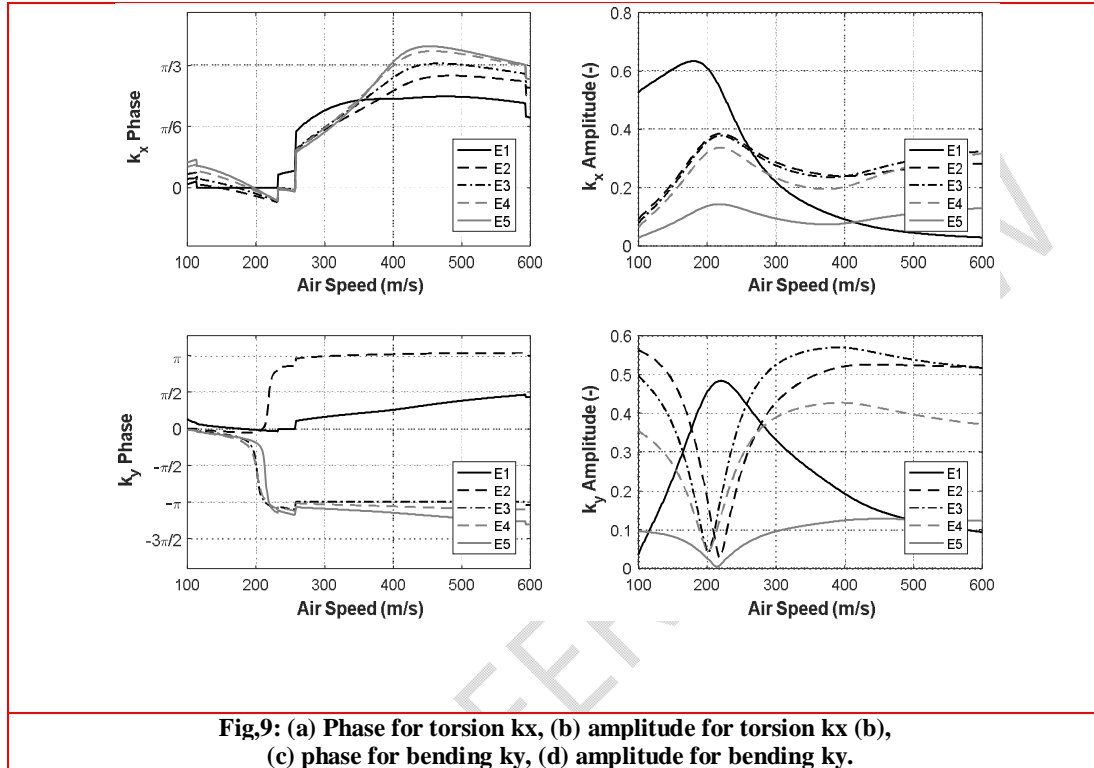 k_x Phase
π/3
π/6
0
E1
E2
E3
E4
E5
100 200 300 400 500 600
Air Speed (m/s)
k_x Amplitude (-)
0.8
0.6
0.4
0.2
0
E1
E2
E3
E4
E5
100 200 300 400 500 600
Air Speed (m/s)
k_y Phase
π
π/2
0
-π/2
-π
-3π/2
E1
E2
E3
E4
E5
100 200 300 400 500 600
Air Speed (m/s)
k_y Amplitude (-)
0.6
0.5
0.4
0.3
0.2
0.1
0
E1
E2
E3
E4
E5
100 200 300 400 500 600
Air Speed (m/s)
Fig,9: (a) Phase for torsion kx, (b) amplitude for torsion kx (b),
(c) phase for bending ky, (d) amplitude for bending ky.